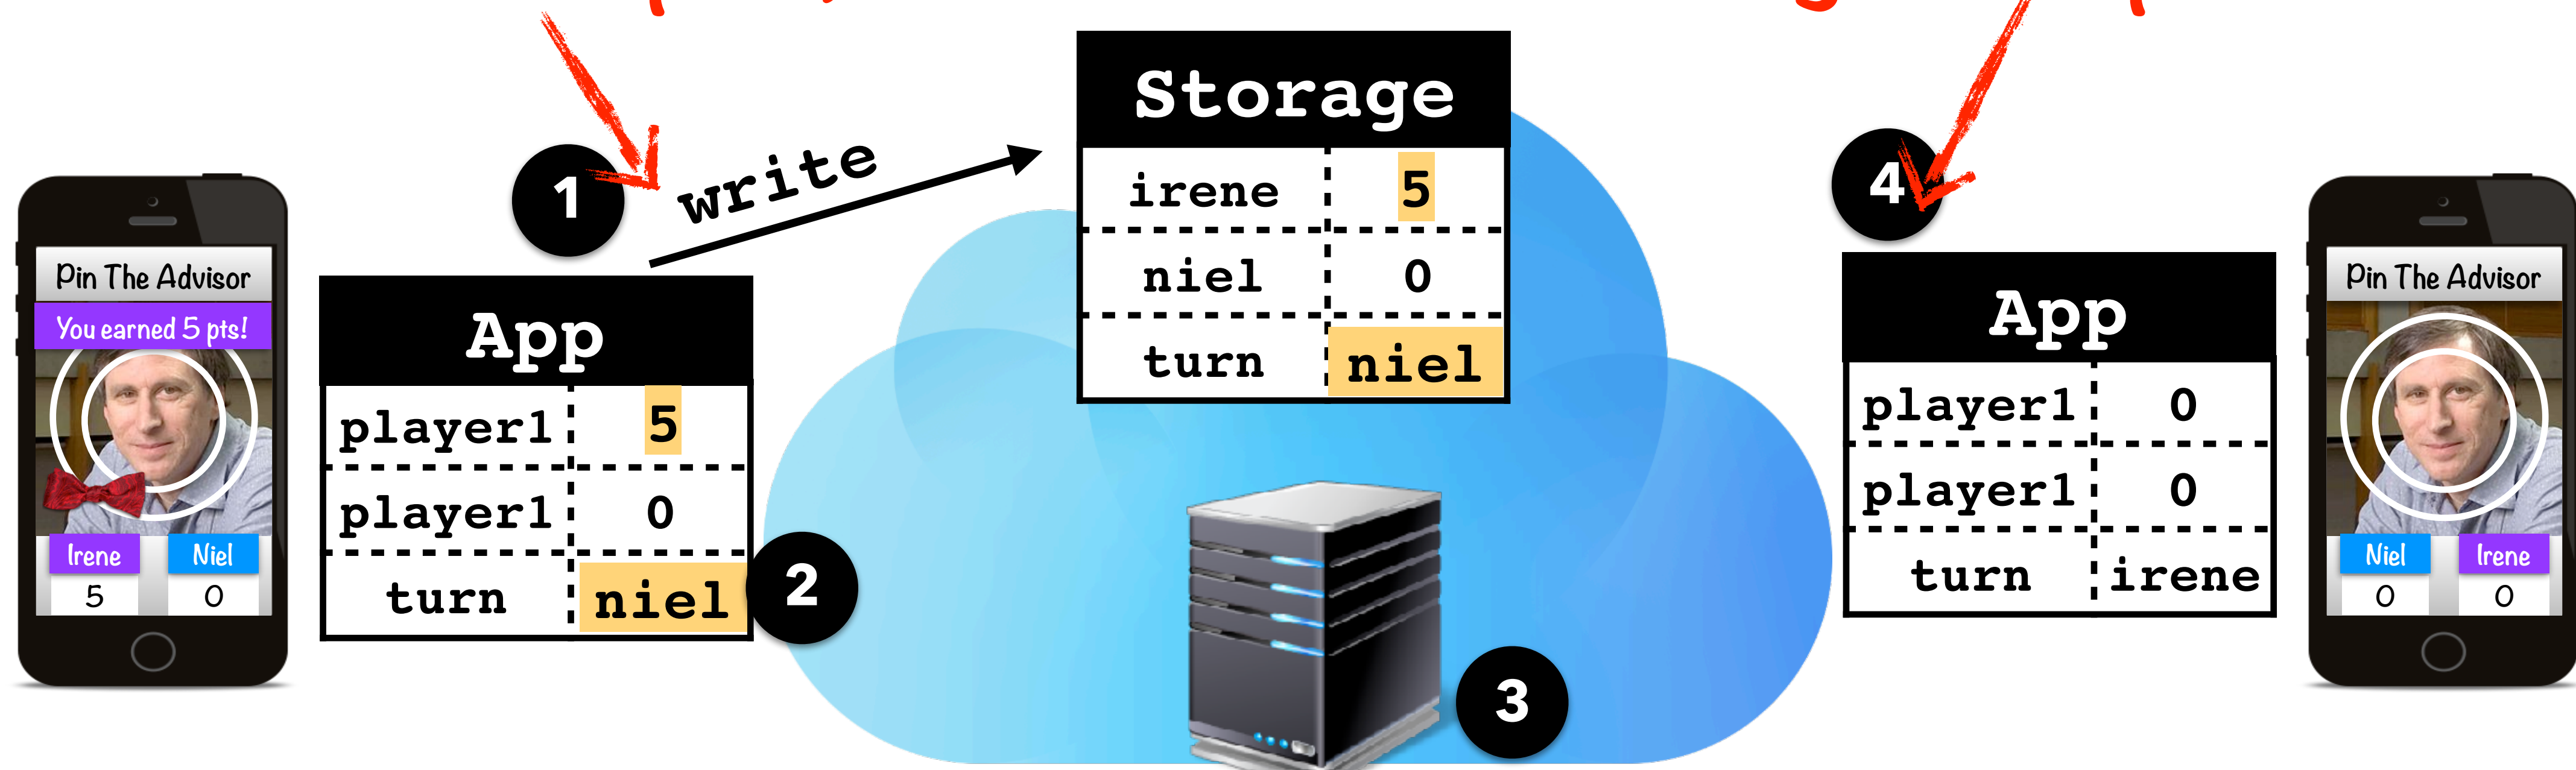 Storage
irene 5
niel 0
turn niel
1
write
4
Pin The Advisor
You earned 5 pts!
Irene Niel
5 0
App
player1 5
player1 0
turn niel
2
3
App
player1 0
player1 0
turn irene
Pin The Advisor
Niel Irene
0 0